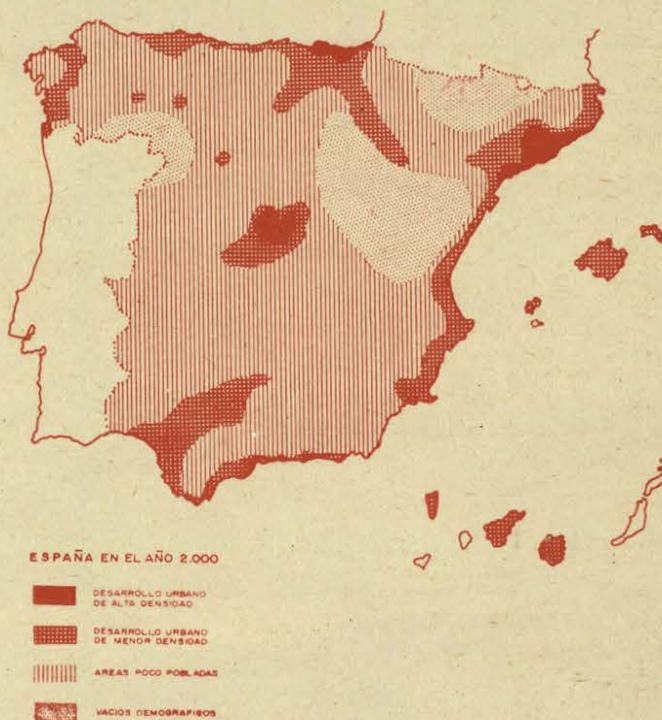 ESPAÑA EN EL AÑO 2.000
DESARROLLO URBANO
DE ALTA DENSIDAD
DESARROLLO URBANO
DE MENOR DENSIDAD
AREAS POCO POBLADAS
VACIOS DEMOGRAFICOS